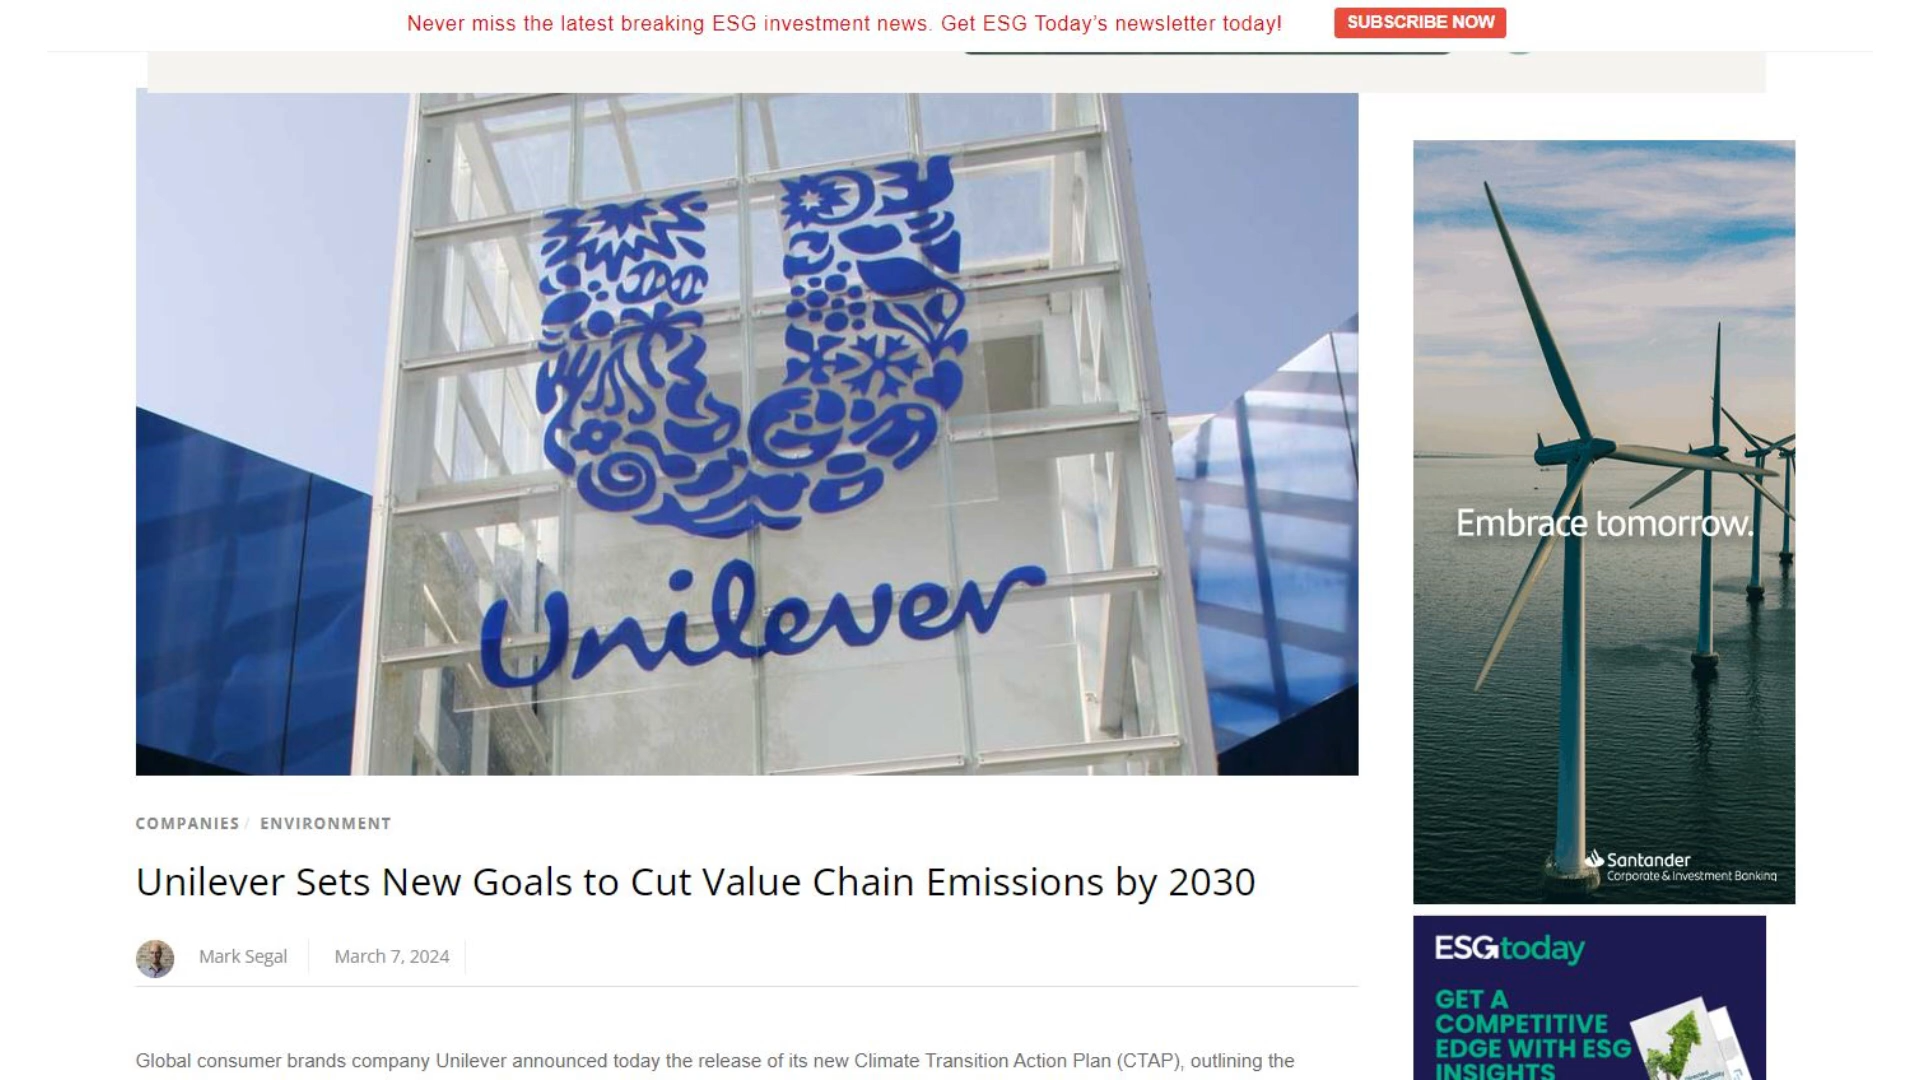 Never miss the latest breaking ESG investment news. Get ESG Today's newsletter today!
SUBSCRIBE NOW
Unilever
COMPANIES / ENVIRONMENT
Unilever Sets New Goals to Cut Value Chain Emissions by 2030
Mark Segal
March 7, 2024
Global consumer brands company Unilever announced today the release of its new Climate Transition Action Plan (CTAP), outlining the
Embrace tomorrow.
Santander
Corporate & Investment Banking
ESGtoday
GET A
COMPETITIVE
EDGE WITH ESG
INSIGHTS